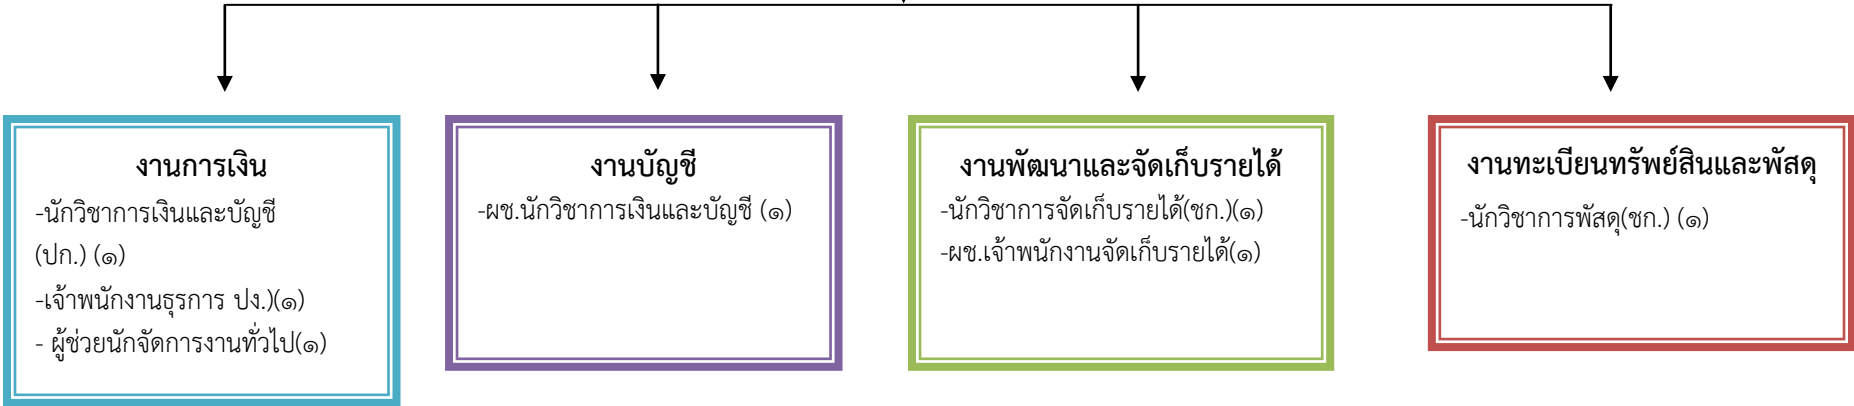 งานการเงิน
-นักวิชาการเงินและบัญชี
(ปก.) (๑)
-เจ้าพนักงานธุรการ ปง.)(๑)
- ผู้ช่วยนักจัดการงานทั่วไป(๑)
งานบัญชี
-ผช.นักวิชาการเงินและบัญชี (๑)
งานพัฒนาและจัดเก็บรายได้
-นักวิชาการจัดเก็บรายได้(ชก.)(๑)
-ผช.เจ้าพนักงานจัดเก็บรายได้(๑)
งานทะเบียนทรัพย์สินและพัสดุ
-นักวิชาการพัสดุ(ชก.) (๑)